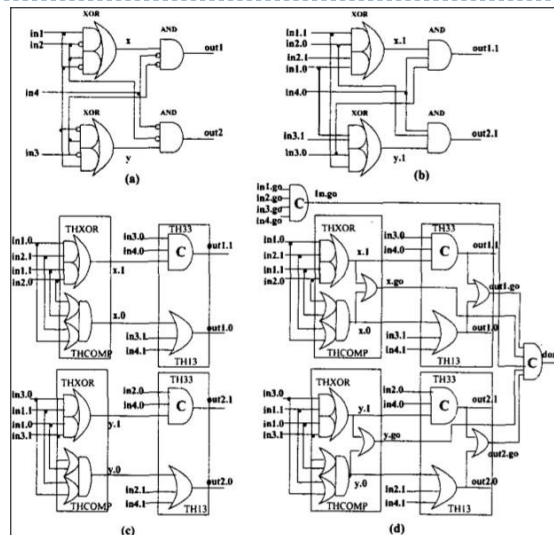 XOR
in1
in2
x
AND
out1
in4
XOR
AND
out2
in3
y
(a)
XOR
in1.1
in2.0
in2.1
in1.0
x.1
AND
out1.1
in4.0
XOR
AND
in3.1
in3.0
out2.1
y.1
(b)
THXOR
TH33
in1.0
in2.1
in1.1
in2.0
in3.0
in4.0
C
out1.1
x.1
x.0
out1.0
in3.1
in4.1
THCOMP
TH13
THXOR
TH33
in3.0
in1.1
in1.0
in3.1
in2.0
in4.0
C
out2.1
y.1
y.0
out2.0
in2.1
in4.1
THCOMP
TH13
(c)
in1.go
in2.go
in3.go
in4.go
C
in.go
THXOR
TH33
in1.0
in2.1
in1.1
in2.0
in3.0
in4.0
C
out1.1
x.1
x.go
out1.go
x.0
out1.0
in3.1
in4.1
THCOMP
TH13
C
THXOR
TH33
in3.0
in1.1
in1.0
in3.1
in2.0
in4.0
C
out2.1
y.1
y.go
out2.go
y.0
out2.0
in2.1
in4.1
THCOMP
TH13
(d)